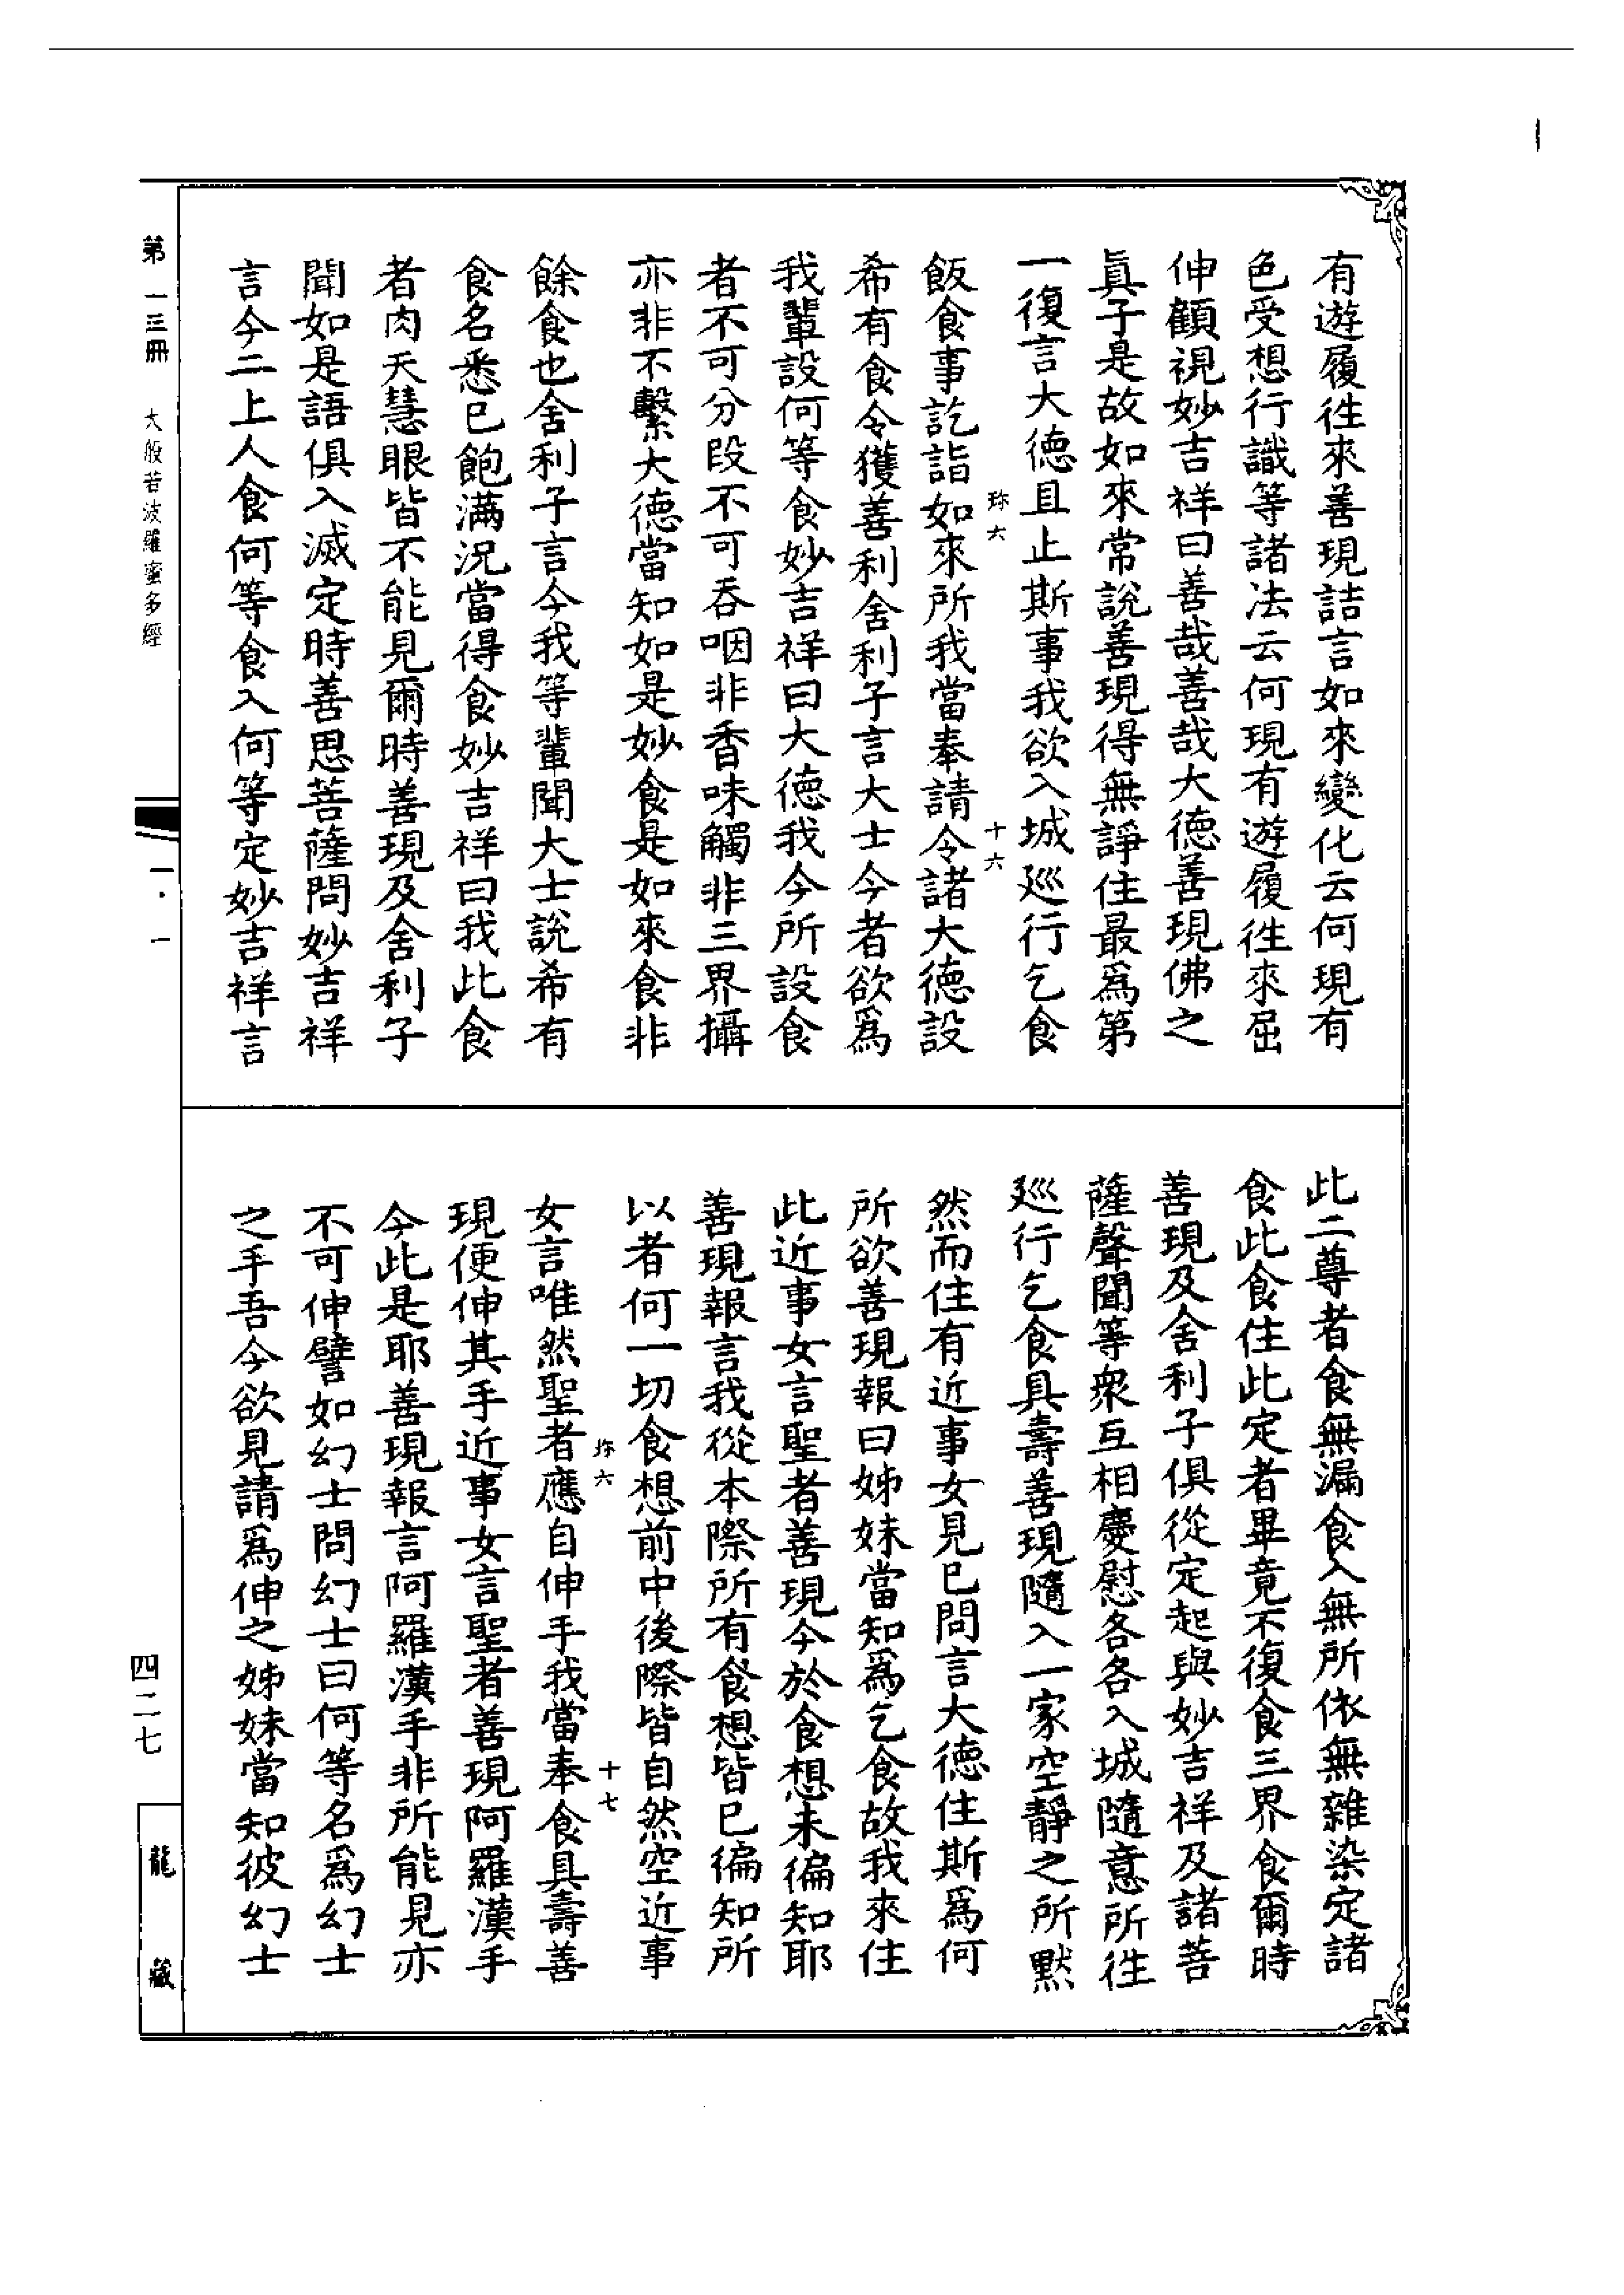 有遊履徃來善現詰言如來變化云何現有
色受想行識等諸法云何現有遊履徃來屈
伸顧視妙吉祥曰善哉善哉大德善現佛之
眞子是故如來常說善現得無諍住最爲第
一復言大德且止斯事我欲入城廵行乞食
珎六 十六
飯食事訖詣如來所我當奉請令諸大德設
希有食令獲善利舍利子言大士今者欲爲
我輩設何等食妙吉祥曰大德我今所設食
者不可分段不可吞咽非香味觸非三界攝
亦非不繫大德當知如是妙食是如來食非
餘食也舍利子言今我等輩聞大士說希有
食名悉已飽滿況當得食妙吉祥曰我此食
者肉天慧眼皆不能見爾時善現及舍利子
聞如是語俱入滅定時善思菩薩問妙吉祥
言今二上人食何等食入何等定妙吉祥言
此二尊者食無漏食入無所依無雜染定諸
食此食住此定者畢竟不復食三界食爾時
善現及舍利子俱從定起與妙吉祥及諸菩
薩聲聞等衆互相慶慰各各入城隨意所徃
廵行乞食具壽善現隨入一家空靜之所默
然而住有近事女見已問言大德住斯爲何
所欲善現報曰姊妹當知爲乞食故我來住
此近事女言聖者善現今於食想未徧知耶
善現報言我從本際所有食想皆已徧知所
以者何一切食想前中後際皆自然空近事
珎六 十七
女言唯然聖者應自伸手我當奉食具壽善
現便伸其手近事女言聖者善現阿羅漢手
今此是耶善現報言阿羅漢手非所能見亦
不可伸譬如幻士問幻士曰何等名爲幻士
之手吾今欲見請爲伸之姊妹當知彼幻士
第一三冊 大般若波羅蜜多經
一·一
四二七
龍藏